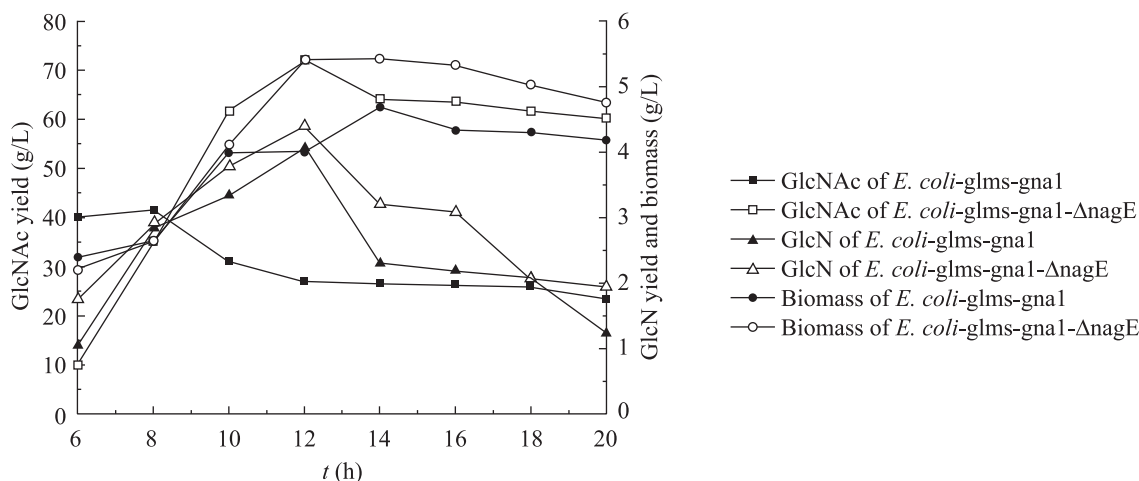 GlcNAc yield (g/L)
80
70
60
50
40
30
20
10
0
6
8
10
12
14
16
18
20
t (h)
6
5
4
3
2
1
0
GlcN yield and biomass (g/L)
GlcNAc of E. coli-glms-gna1
GlcNAc of E. coli-glms-gna1-ΔnagE
GlcN of E. coli-glms-gna1
GlcN of E. coli-glms-gna1-ΔnagE
Biomass of E. coli-glms-gna1
Biomass of E. coli-glms-gna1-ΔnagE